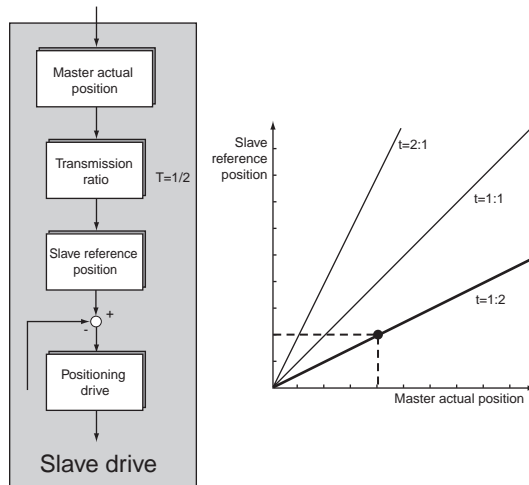 Master actual
position
Transmission
ratio
T=1/2
Slave reference
position
+
-
Positioning
drive
Slave drive
Slave
reference
position
t=2:1
t=1:1
t=1:2
Master actual position